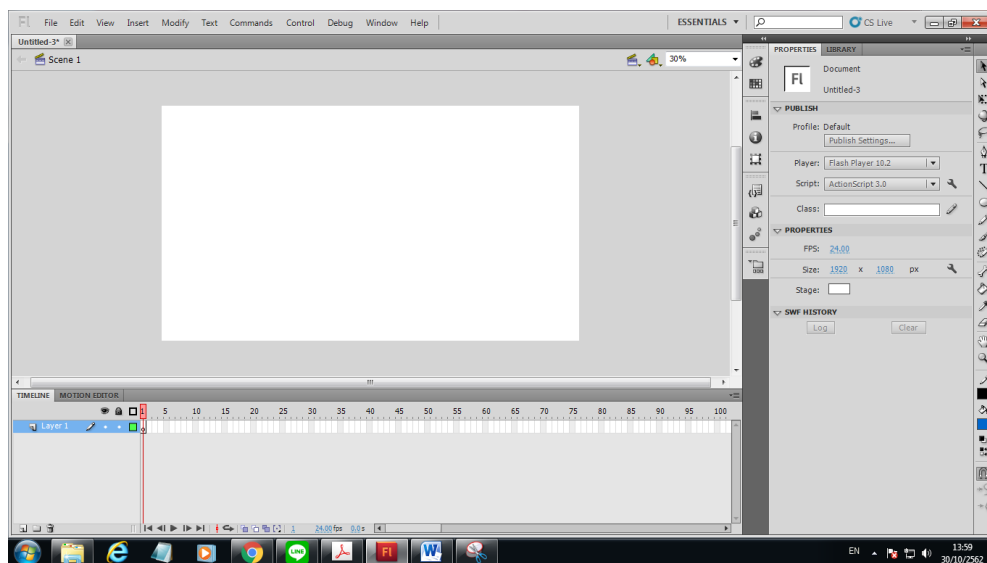 Fl File Edit View Insert Modify Text Commands Control Debug Window Help ESSENTIALS CS Live
Untitled-3*
Scene 1 30%
PROPERTIES LIBRARY
Fl Document
Untitled-3
PUBLISH
Profile: Default
Publish Settings...
Player: Flash Player 10.2
Script: ActionScript 3.0
Class:
PROPERTIES
FPS: 24.00
Size: 1920 x 1080 px
Stage:
SWF HISTORY
Log Clear
TIMELINE MOTION EDITOR
1 5 10 15 20 25 30 35 40 45 50 55 60 65 70 75 80 85 90 95 100
Layer 1
1 24.00 fps 0.0 s
LINE Fl W EN 13:59
30/10/2562